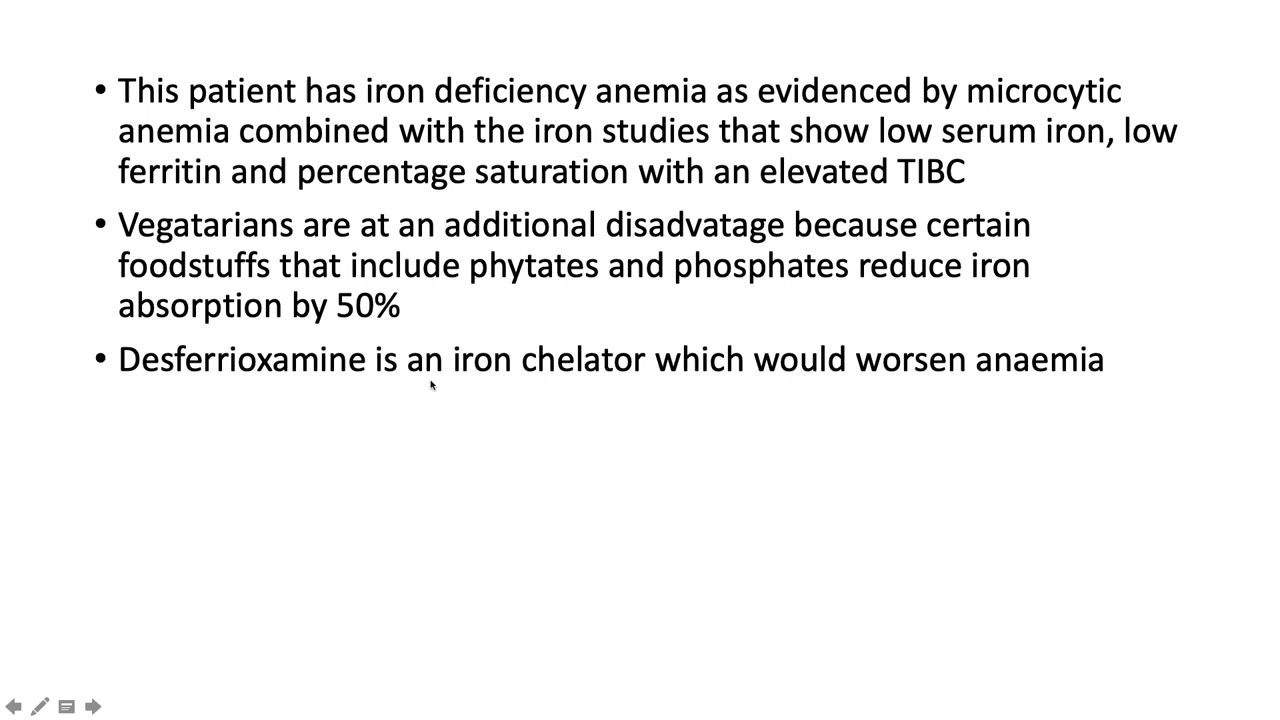 • This patient has iron deficiency anemia as evidenced by microcytic
anemia combined with the iron studies that show low serum iron, low
ferritin and percentage saturation with an elevated TIBC
• Vegatarians are at an additional disadvatage because certain
foodstuffs that include phytates and phosphates reduce iron
absorption by 50%
• Desferrioxamine is an iron chelator which would worsen anaemia